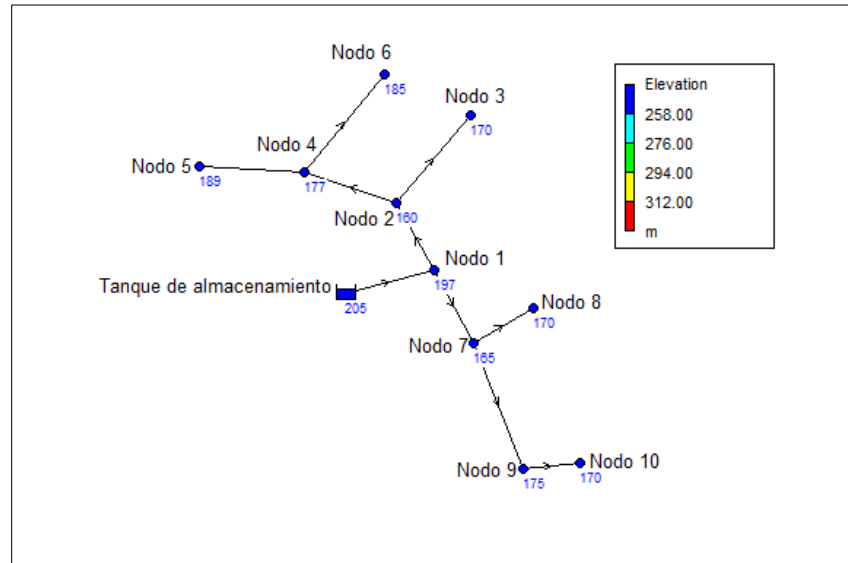 Nodo 6
185
Nodo 3
170
Nodo 4
177
Nodo 5
189
Nodo 2
160
Nodo 1
197
Tanque de almacenamiento
205
Nodo 8
170
Nodo 7
165
Nodo 9
175
Nodo 10
170
Elevation
258.00
276.00
294.00
312.00
m